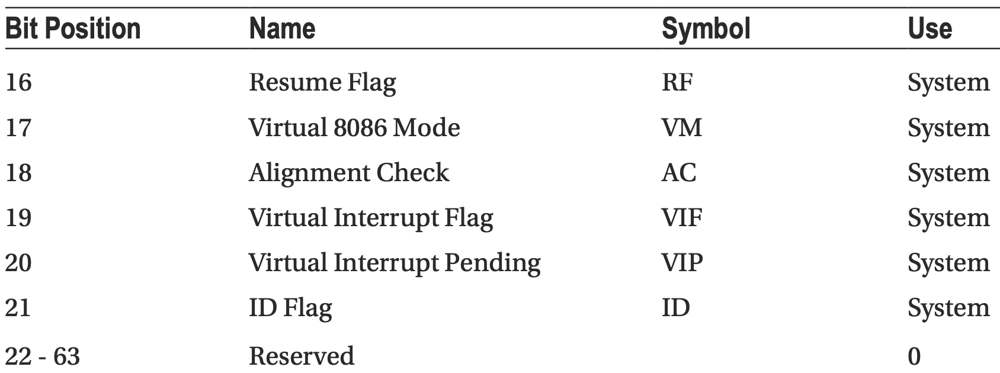 Bit Position Name Symbol Use
16 Resume Flag RF System
17 Virtual 8086 Mode VM System
18 Alignment Check AC System
19 Virtual Interrupt Flag VIF System
20 Virtual Interrupt Pending VIP System
21 ID Flag ID System
22 - 63 Reserved 0